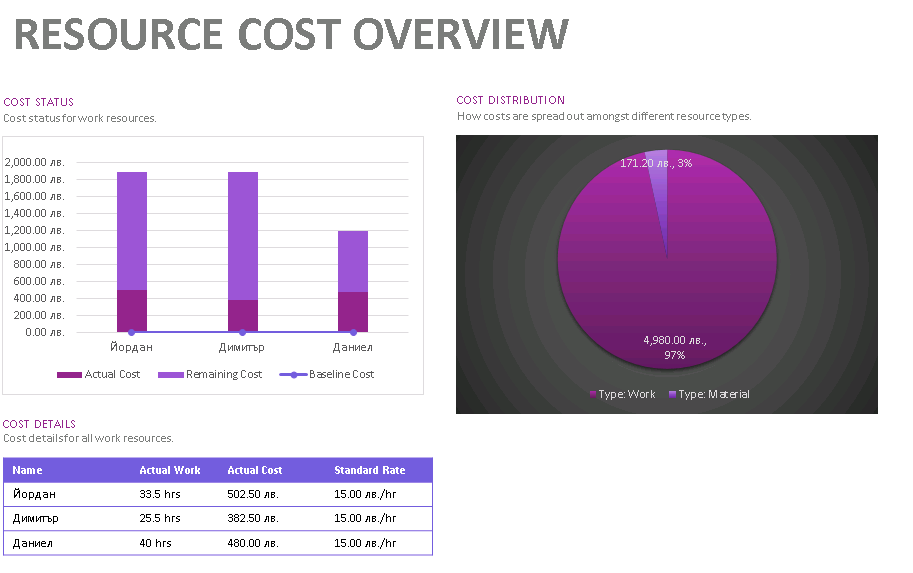 RESOURCE COST OVERVIEW
COST STATUS
Cost status for work resources.
2,000.00 лв.
1,800.00 лв.
1,600.00 лв.
1,400.00 лв.
1,200.00 лв.
1,000.00 лв.
800.00 лв.
600.00 лв.
400.00 лв.
200.00 лв.
0.00 лв.
Йордан Димитър Даниел
Actual Cost Remaining Cost Baseline Cost
COST DISTRIBUTION
How costs are spread out amongst different resource types.
171.20 лв., 3%
4,980.00 лв.,
97%
Type: Work Type: Material
COST DETAILS
Cost details for all work resources.
Name Actual Work Actual Cost Standard Rate
Йордан 33.5 hrs 502.50 лв. 15.00 лв./hr
Димитър 25.5 hrs 382.50 лв. 15.00 лв./hr
Даниел 40 hrs 480.00 лв. 15.00 лв./hr